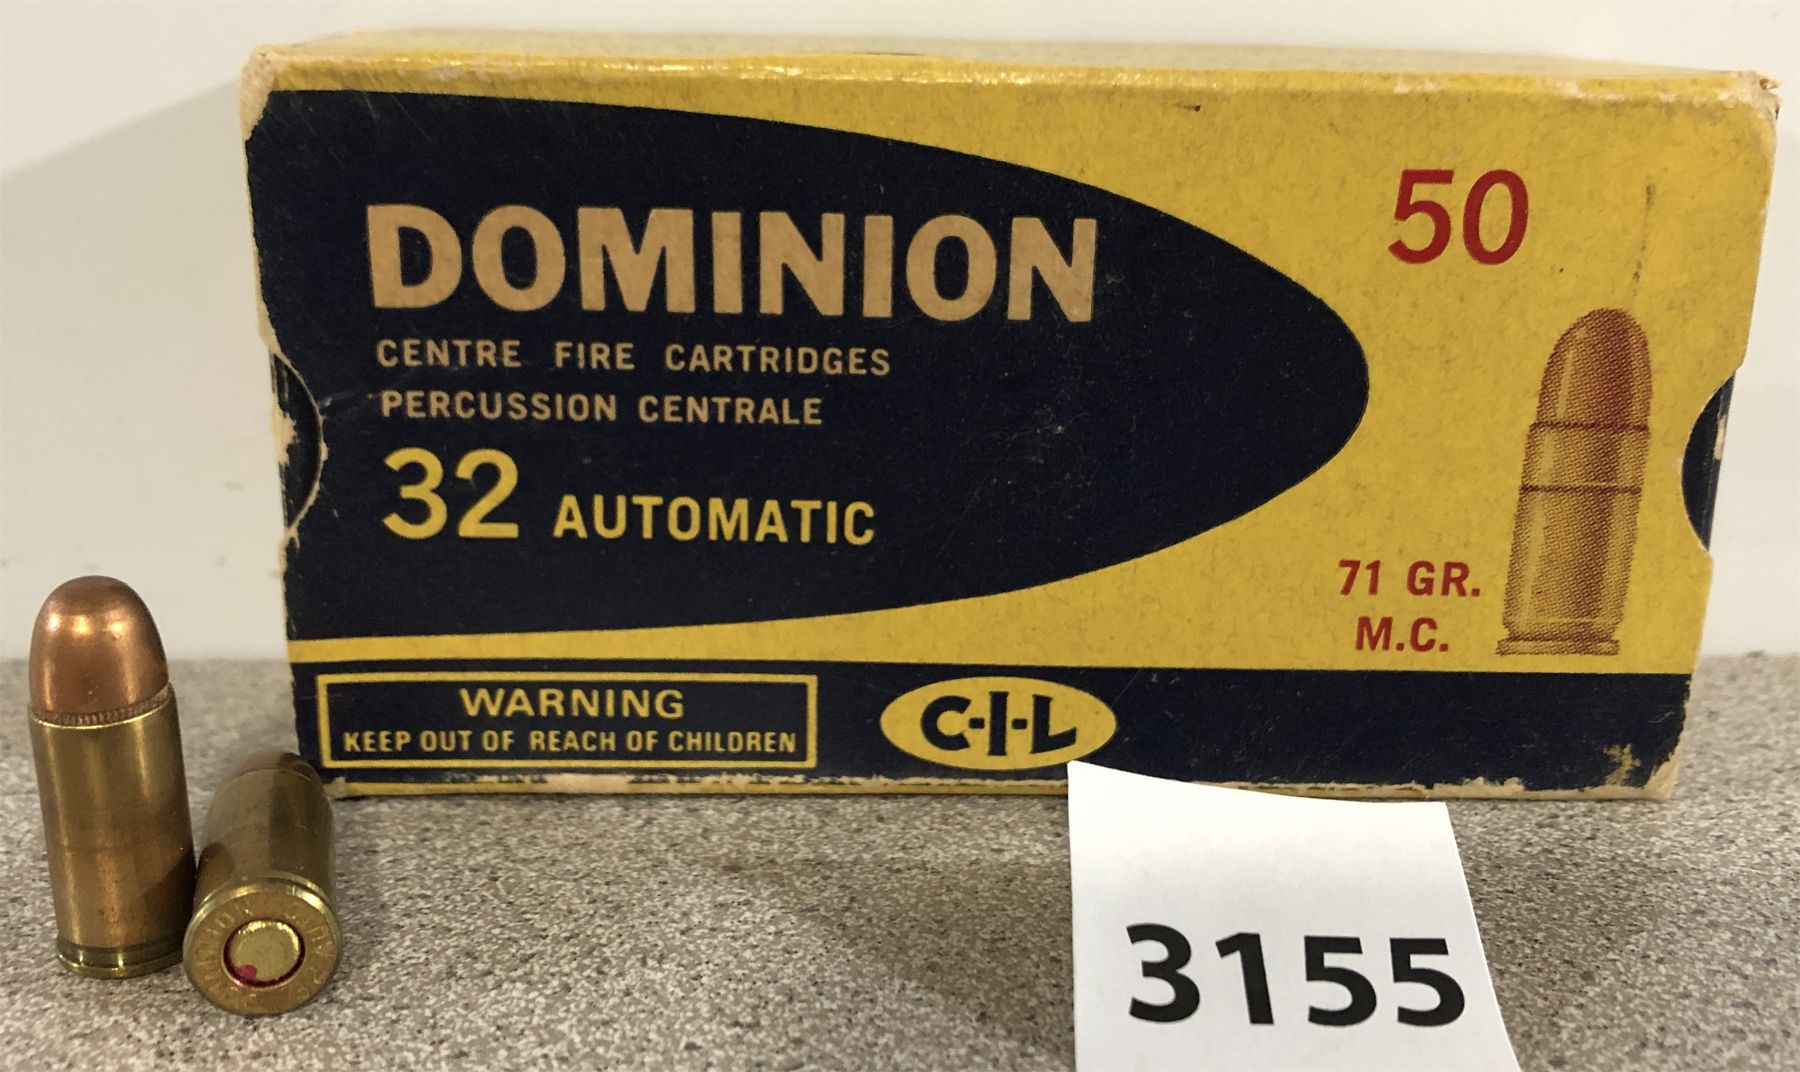 DOMINION
CENTRE FIRE CARTRIDGES
PERCUSSION CENTRALE
32 AUTOMATIC
50
71 GR.
M.C.
WARNING
KEEP OUT OF REACH OF CHILDREN
C-I-L
3155